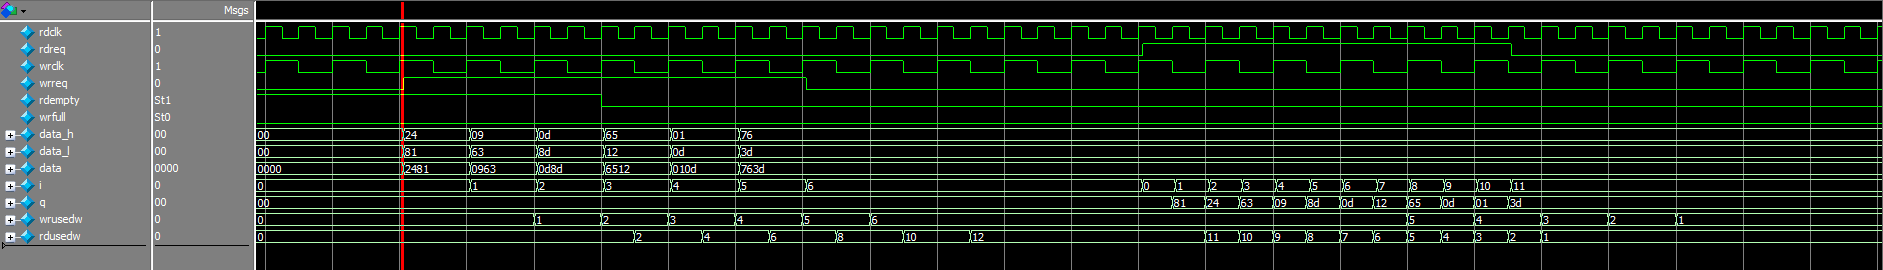 Msgs
rdclk 1
rdreq 0
wrclk 1
wrreq 0
rdempty St1
wrfull St0
data_h 00 00 24 09 0d 65 01 76
data_l 00 00 81 63 8d 12 0d 3d
data 0000 0000 2481 0963 0d8d 6512 010d 763d
i 0 0 1 2 3 4 5 6 0 1 2 3 4 5 6 7 8 9 10 11
q 00 00 81 24 63 09 8d 0d 12 65 0d 01 3d
wrusedw 0 0 1 2 3 4 5 6 5 4 3 2 1
rdusedw 0 0 2 4 6 8 10 12 11 10 9 8 7 6 5 4 3 2 1